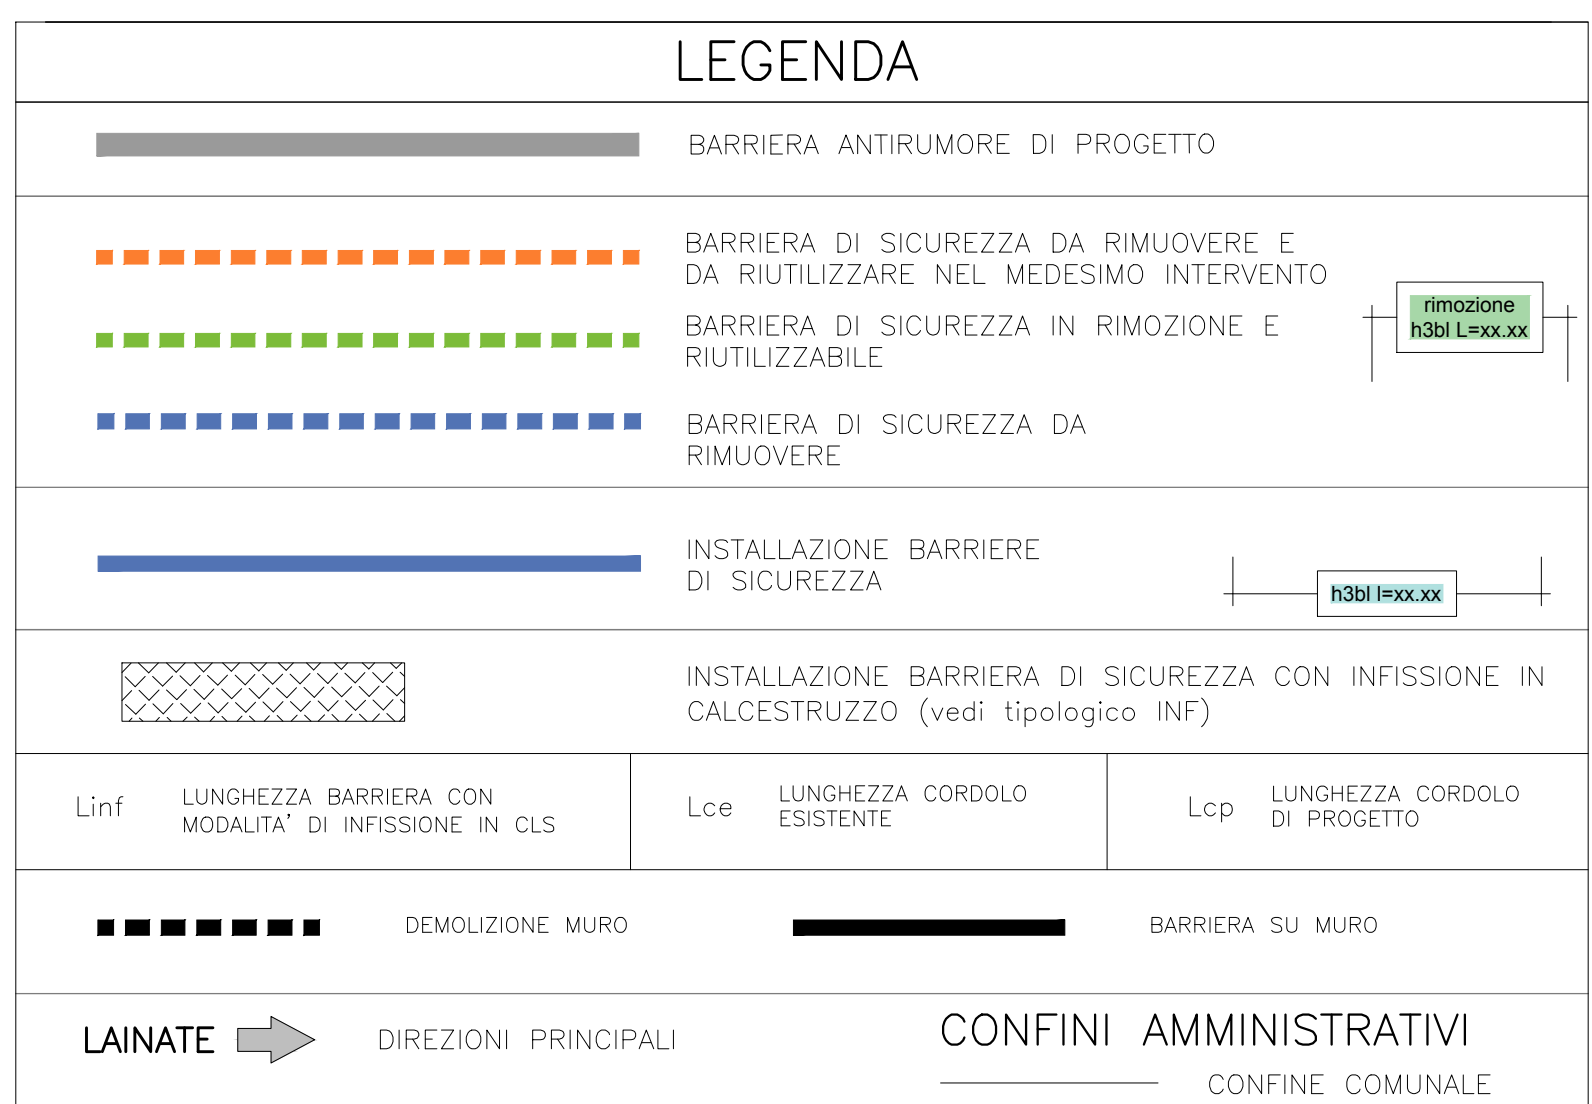 LEGENDA
BARRIERA ANTIRUMORE DI PROGETTO
BARRIERA DI SICUREZZA DA RIMUOVERE E
DA RIUTILIZZARE NEL MEDESIMO INTERVENTO
BARRIERA DI SICUREZZA IN RIMOZIONE E
RIUTILIZZABILE
rimozione
h3bl L=xx.xx
BARRIERA DI SICUREZZA DA
RIMUOVERE
INSTALLAZIONE BARRIERE
DI SICUREZZA
h3bl l=xx.xx
INSTALLAZIONE BARRIERA DI SICUREZZA CON INFISSIONE IN
CALCESTRUZZO (vedi tipologico INF)
Linf
LUNGHEZZA BARRIERA CON
MODALITA' DI INFISSIONE IN CLS
Lce
LUNGHEZZA CORDOLO
ESISTENTE
Lcp
LUNGHEZZA CORDOLO
DI PROGETTO
DEMOLIZIONE MURO
BARRIERA SU MURO
LAINATE
DIREZIONI PRINCIPALI
CONFINI AMMINISTRATIVI
CONFINE COMUNALE